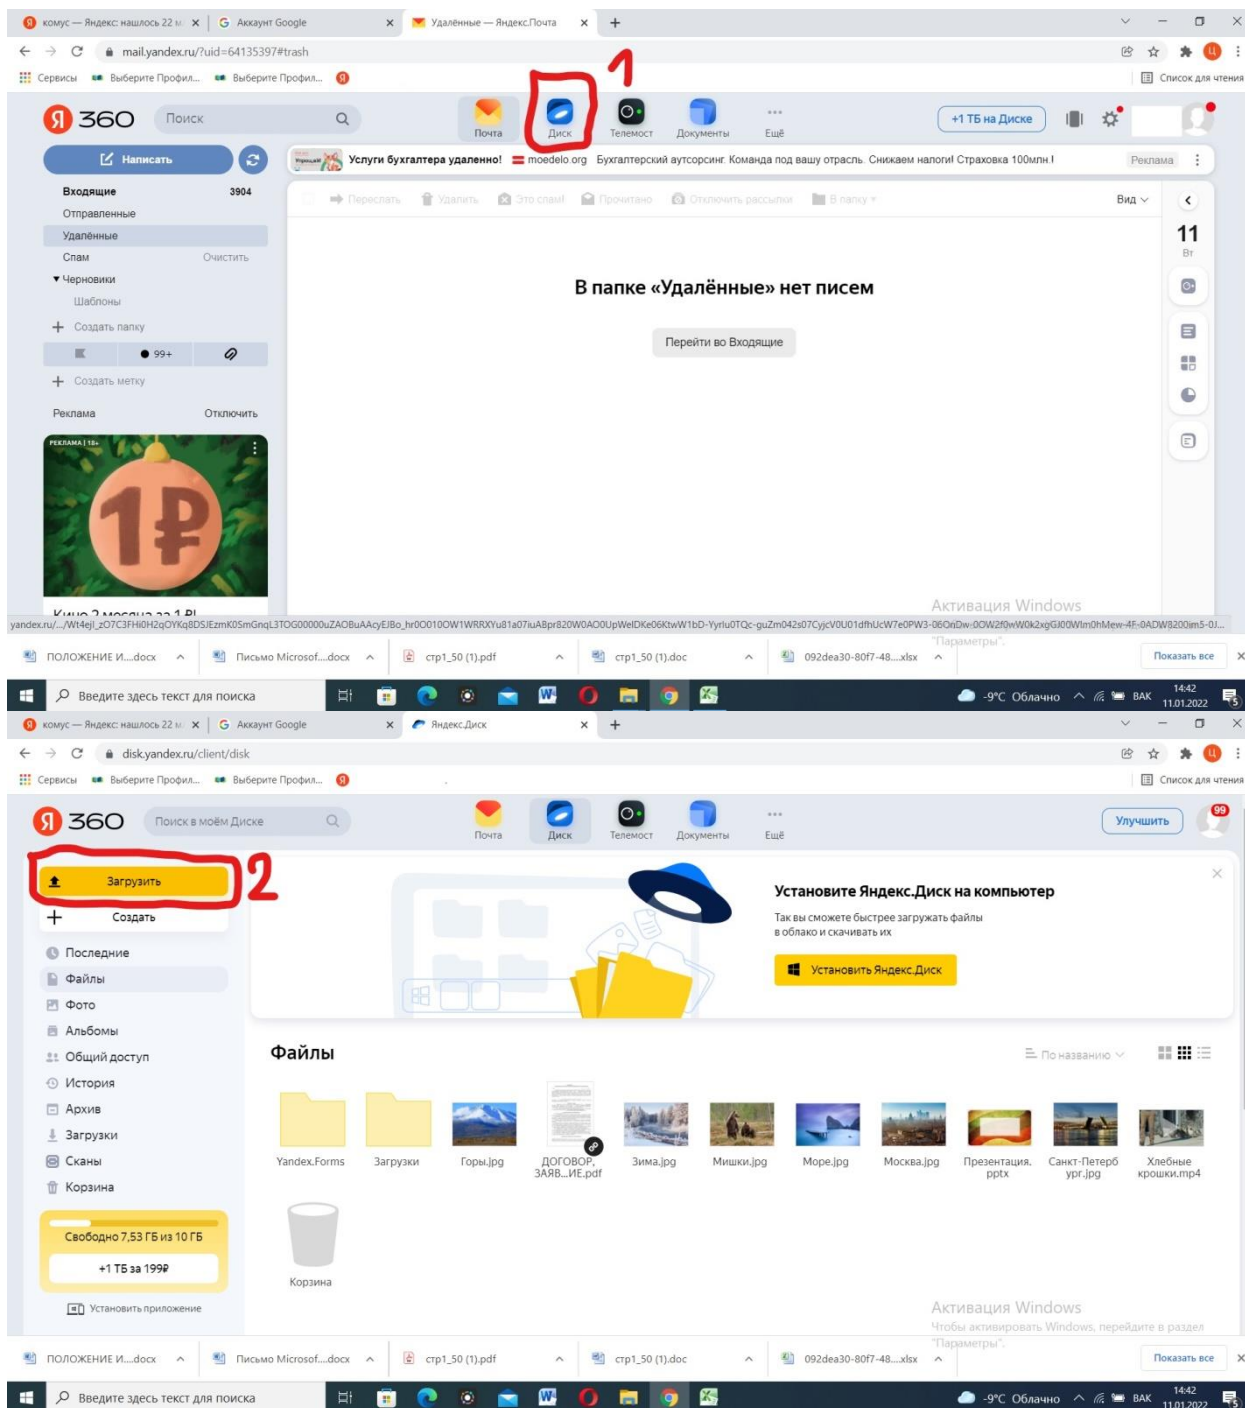 комус — Яндекс: нашлось 22 м Аккаунт Google Удалённые — Яндекс.Почта
mail.yandex.ru/?uid=64135397#trash
1
Сервисы Выберите Профил... Выберите Профил... Список для чтения
Я 360 Поиск Почта Диск Телемост Документы Ещё +1 ТБ на Диске
Написать
Услуги бухгалтера удаленно! moedelo.org Бухгалтерский аутсорсинг. Команда под вашу отрасль. Снижаем налоги! Страховка 100млн.! Реклама
Входящие 3904
Переслать Удалить Это спам! Прочитано Отключить рассылки В папку Вид
Отправленные
Удалённые
11
Вт
Спам Очистить
Черновики
Шаблоны
В папке «Удалённые» нет писем
Создать папку
Перейти во Входящие
99+
Создать метку
Реклама Отключить
РЕКЛАМА | 18+
1₽
Кино 2 месяца за 1 ₽!
Активация Windows
"Параметры".
ПОЛОЖЕНИЕ И....docx Письмо Microsof....docx стр1_50 (1).pdf стр1_50 (1).doc 092dea30-80f7-48....xlsx Показать все
Введите здесь текст для поиска -9°C Облачно ВАК 14:42
11.01.2022
5
комус — Яндекс: нашлось 22 м Аккаунт Google Яндекс.Диск
disk.yandex.ru/client/disk
Сервисы Выберите Профил... Выберите Профил... Список для чтения
Я 360 Поиск в моём Диске Почта Диск Телемост Документы Ещё Улучшить 99
Загрузить 2
Создать
Установите Яндекс.Диск на компьютер
Так вы сможете быстрее загружать файлы
в облако и скачивать их
Установить Яндекс.Диск
Последние
Файлы
Фото
Альбомы
Общий доступ
История
Архив
Загрузки
Сканы
Корзина
Файлы По названию
Yandex.Forms Загрузки Горы.jpg ДОГОВОР, ЗАЯВ...ИЕ.pdf Зима.jpg Мишки.jpg Море.jpg Москва.jpg Презентация.pptx Санкт-Петербург.jpg Хлебные крошки.mp4
Корзина
Свободно 7,53 ГБ из 10 ГБ
+1 ТБ за 199₽
Установить приложение
Активация Windows
Чтобы активировать Windows, перейдите в раздел
"Параметры".
ПОЛОЖЕНИЕ И....docx Письмо Microsof....docx стр1_50 (1).pdf стр1_50 (1).doc 092dea30-80f7-48....xlsx Показать все
Введите здесь текст для поиска -9°C Облачно ВАК 14:42
11.01.2022
5